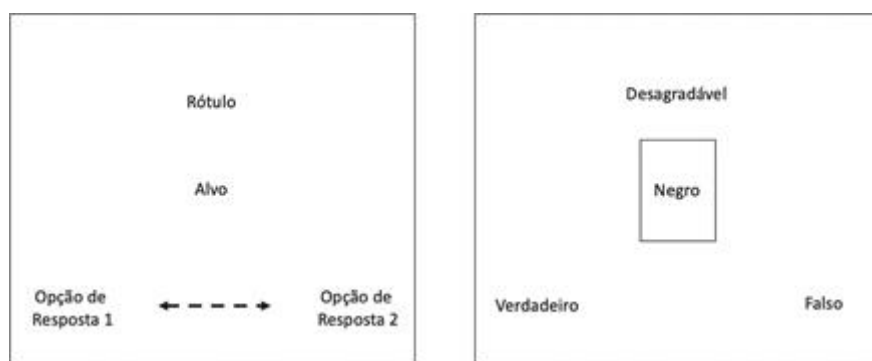 Rótulo
Alvo
Opção de
Resposta 1
Opção de
Resposta 2
Desagradável
Negro
Verdadeiro
Falso